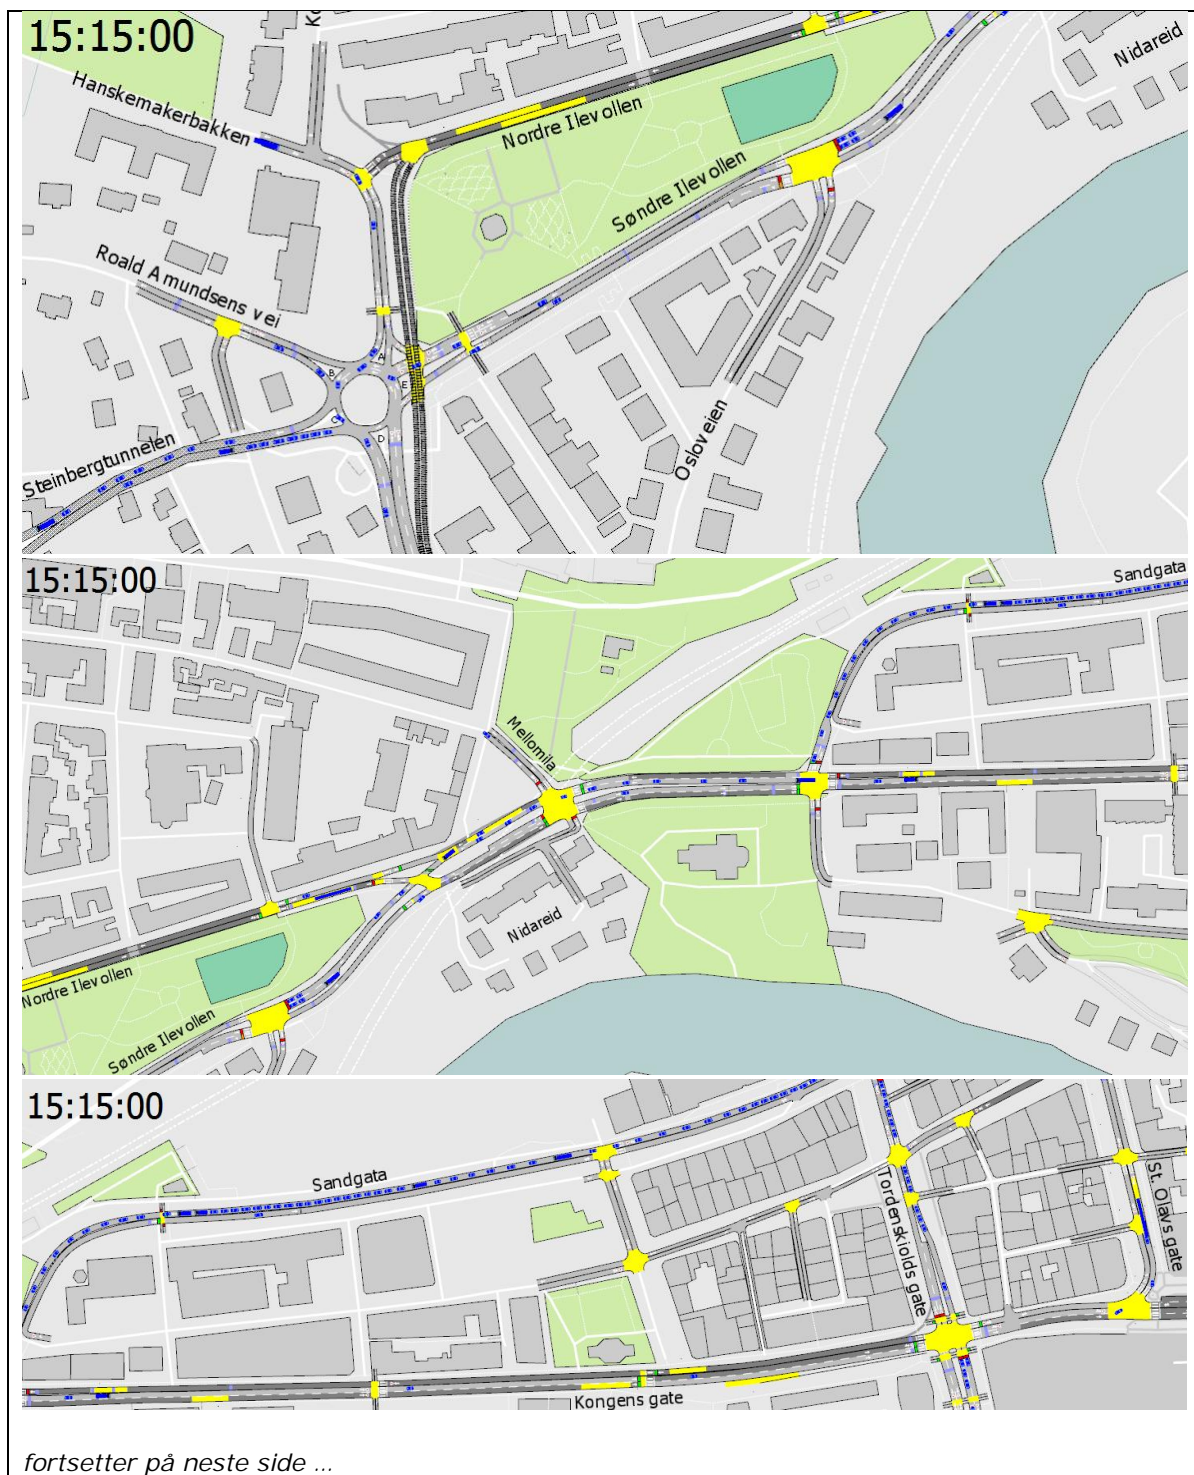 15:15:00
Ko
Nidareid
Hanskemakerbakken
Nordre Ilevollen
Søndre Ilevollen
Roald Amundsens vei
A
B
E
C
D
Steinbergtunnelen
Osloveien
15:15:00
Sandgata
Mellomila
Nidareid
Nordre Ilevollen
Søndre Ilevollen
15:15:00
Sandgata
Tordenskiolds gate
St. Olavs gate
Kongens gate
fortsetter på neste side ...